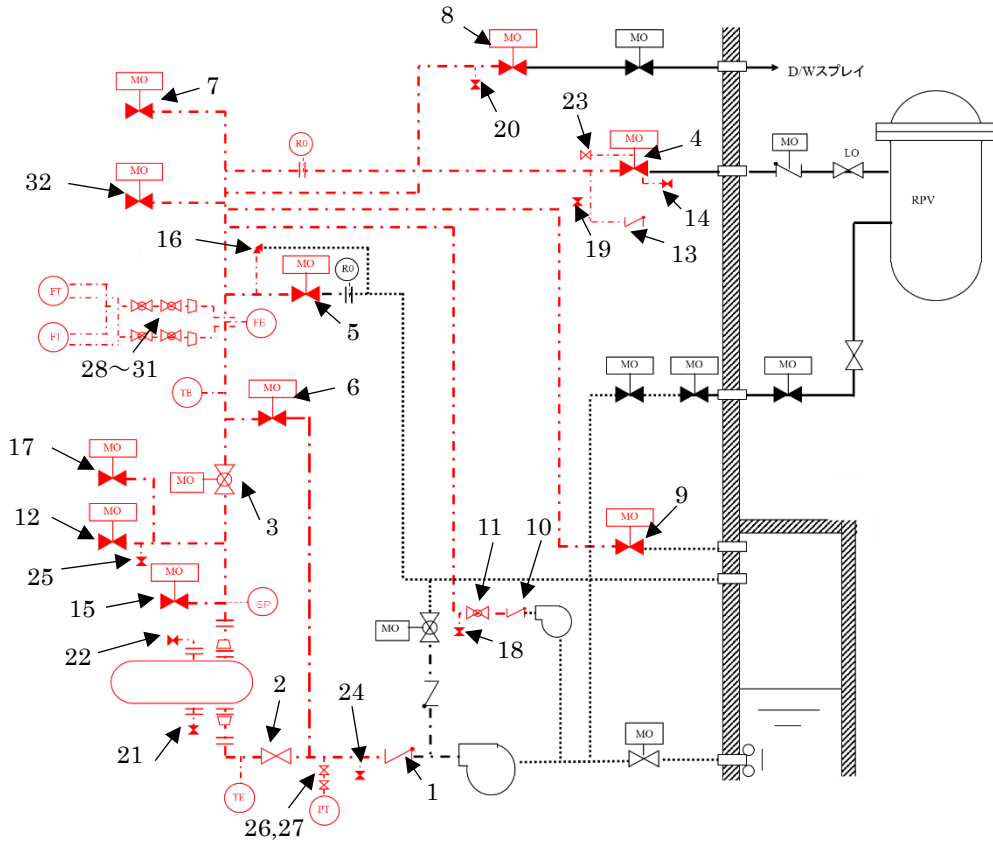 8
MO
MO
D/Wスプレイ
MO
7
20
23
RO
MO
4
MO
LO
MO
32
14
RPV
19
13
16
MO
RO
5
FT
FT
FE
28～31
6
MO
MO
MO
MO
TE
17
MO
MO
3
12
MO
9
MO
11
10
25
MO
15
SP
MO
22
18
2
24
MO
21
1
TE
PT
26,27